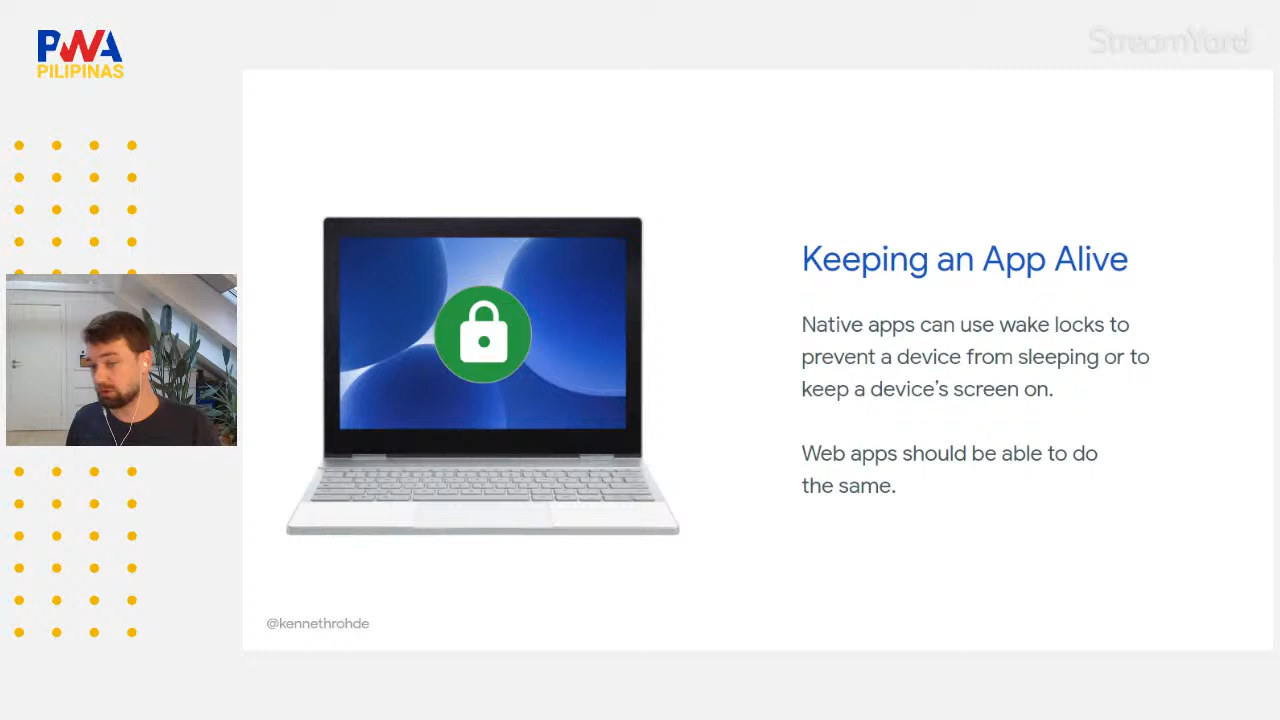 PWA
PILIPINAS
StreamYard
Keeping an App Alive
Native apps can use wake locks to
prevent a device from sleeping or to
keep a device's screen on.
Web apps should be able to do
the same.
@kennethrohde